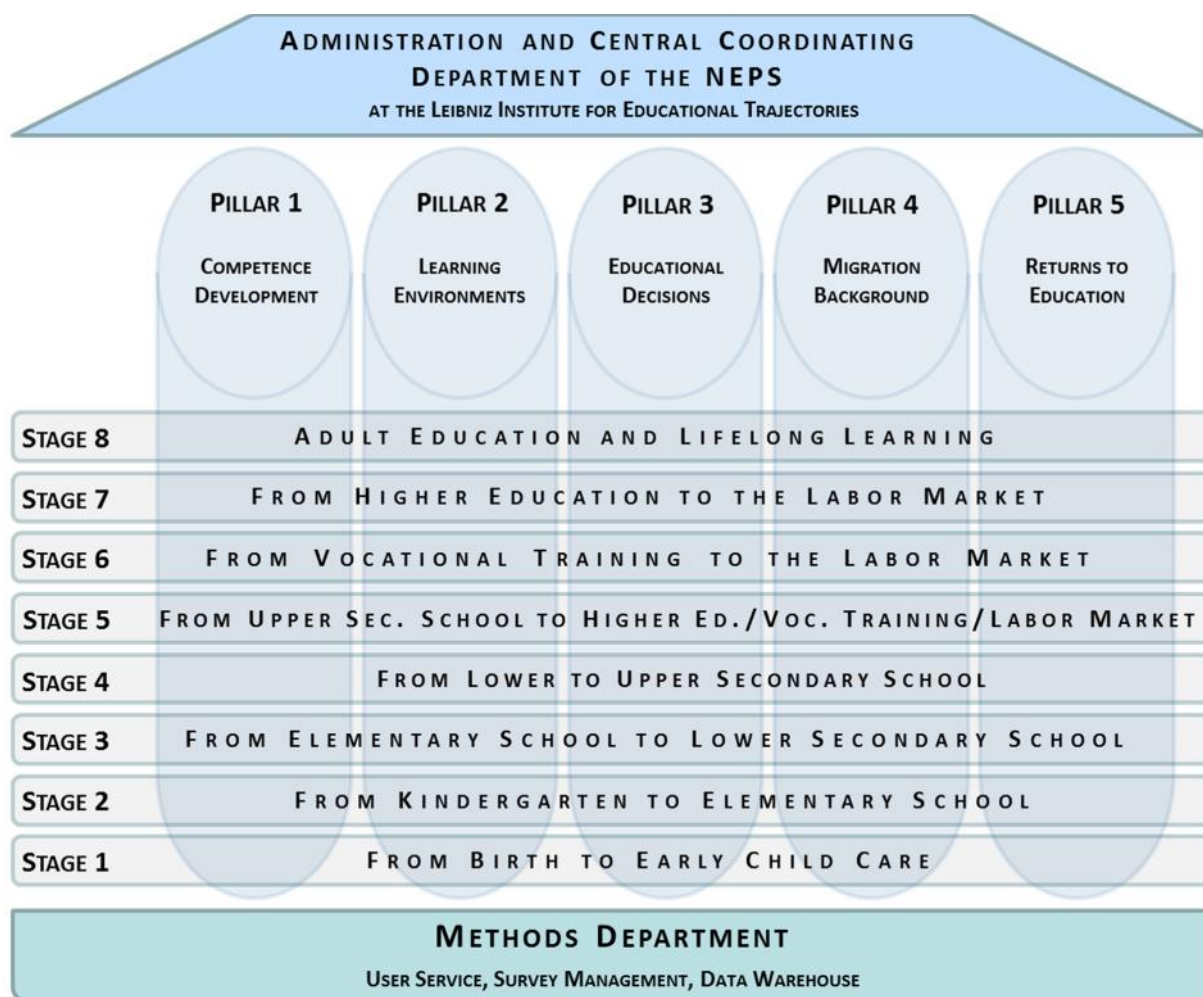 ADMINISTRATION AND CENTRAL COORDINATING
DEPARTMENT OF THE NEPS
AT THE LEIBNIZ INSTITUTE FOR EDUCATIONAL TRAJECTORIES
PILLAR 1
COMPETENCE
DEVELOPMENT
PILLAR 2
LEARNING
ENVIRONMENTS
PILLAR 3
EDUCATIONAL
DECISIONS
PILLAR 4
MIGRATION
BACKGROUND
PILLAR 5
RETURNS TO
EDUCATION
STAGE 8 ADULT EDUCATION AND LIFELONG LEARNING
STAGE 7 FROM HIGHER EDUCATION TO THE LABOR MARKET
STAGE 6 FROM VOCATIONAL TRAINING TO THE LABOR MARKET
STAGE 5 FROM UPPER SEC. SCHOOL TO HIGHER ED./VOC. TRAINING/LABOR MARKET
STAGE 4 FROM LOWER TO UPPER SECONDARY SCHOOL
STAGE 3 FROM ELEMENTARY SCHOOL TO LOWER SECONDARY SCHOOL
STAGE 2 FROM KINDERGARTEN TO ELEMENTARY SCHOOL
STAGE 1 FROM BIRTH TO EARLY CHILD CARE
METHODS DEPARTMENT
USER SERVICE, SURVEY MANAGEMENT, DATA WAREHOUSE